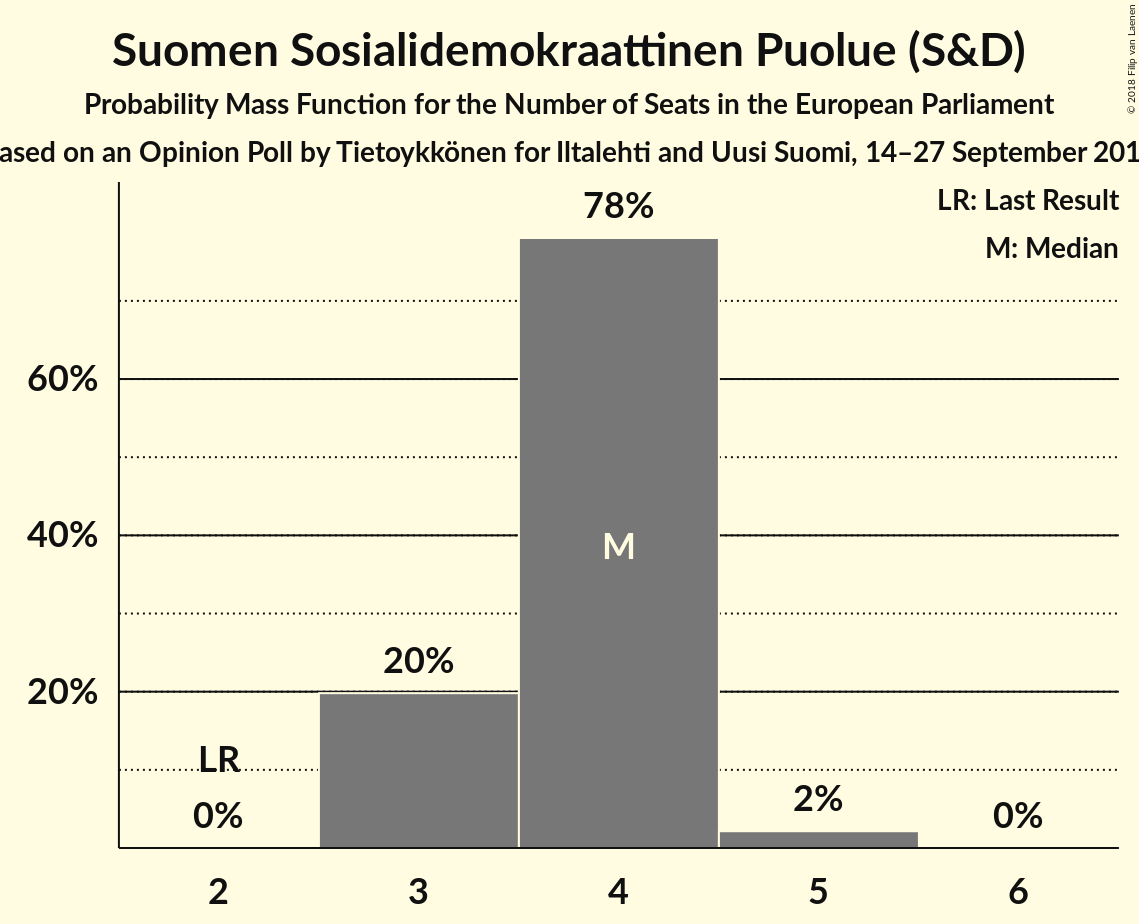 Suomen Sosialidemokraattinen Puolue (S&D)
Probability Mass Function for the Number of Seats in the European Parliament
ased on an Opinion Poll by Tietoykkönen for Iltalehti and Uusi Suomi, 14–27 September 201
© 2018 Filip van Laenen
LR: Last Result
M: Median
78%
60%
40%
M
20%
20%
LR
0%
2%
0%
2
3
4
5
6